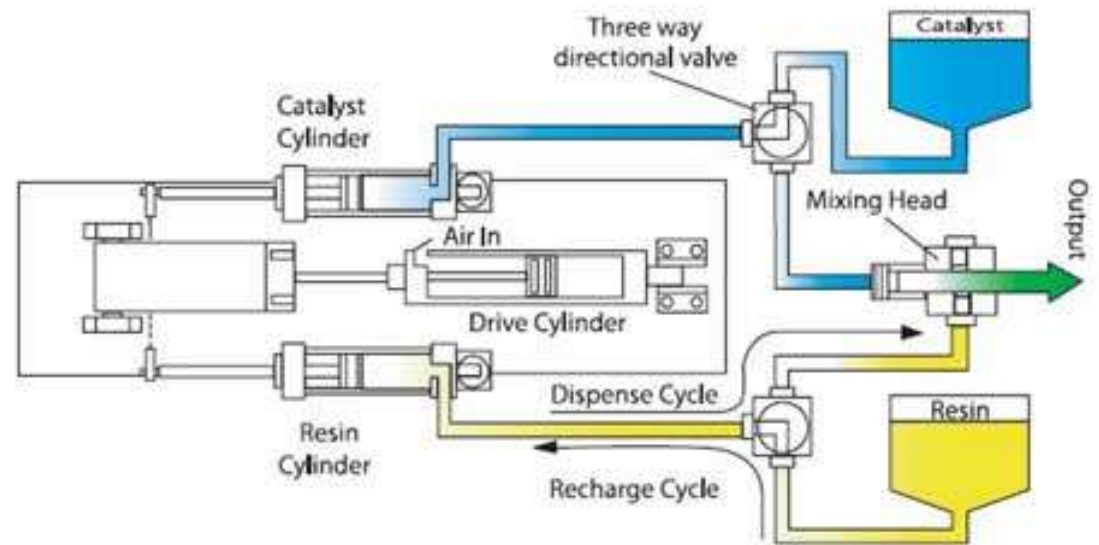 Three way
directional valve
Catalyst
Catalyst
Cylinder
Mixing Head
Output
Air In
Drive Cylinder
Dispense Cycle
Resin
Resin
Cylinder
Recharge Cycle